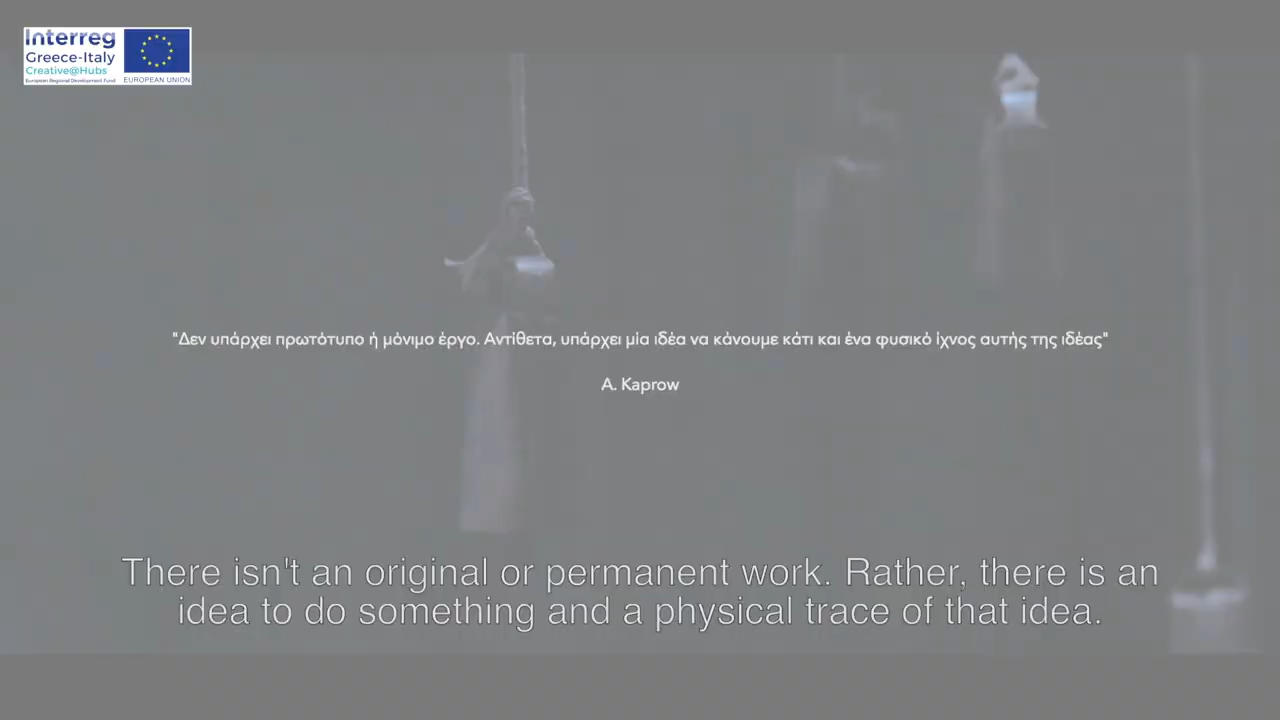 Interreg
Greece-Italy
Creative@Hubs
European Regional Development Fund
EUROPEAN UNION
"Δεν υπάρχει πρωτότυπο ή μόνιμο έργο. Αντίθετα, υπάρχει μία ιδέα να κάνουμε κάτι και ένα φυσικό ίχνος αυτής της ιδέας"
A. Kaprow
There isn't an original or permanent work. Rather, there is an
idea to do something and a physical trace of that idea.